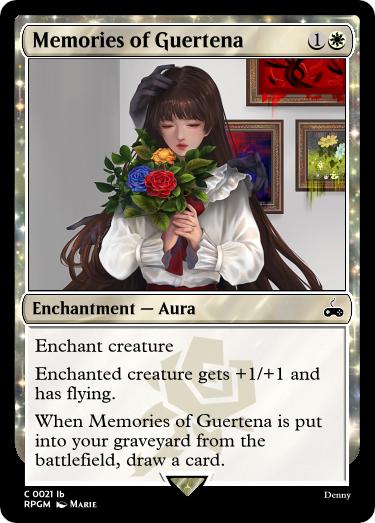 Memories of Guertena 1
Enchantment — Aura
Enchant creature
Enchanted creature gets +1/+1 and
has flying.
When Memories of Guertena is put
into your graveyard from the
battlefield, draw a card.
C 0021 Ib
RPGM Marie
Denny